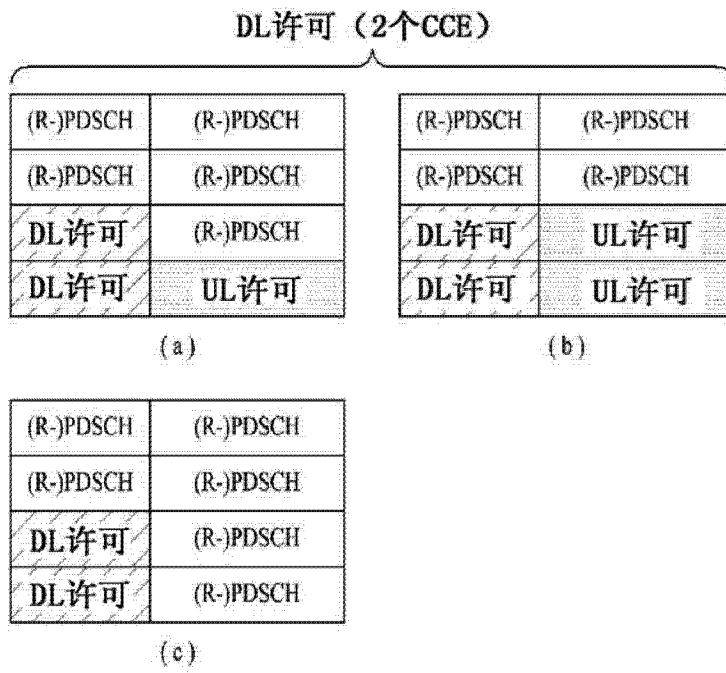 DL许可（2个CCE）
(R-)PDSCH (R-)PDSCH
(R-)PDSCH (R-)PDSCH
DL许可 (R-)PDSCH
DL许可 UL许可
(a)
(R-)PDSCH (R-)PDSCH
(R-)PDSCH (R-)PDSCH
DL许可 UL许可
DL许可 UL许可
(b)
(R-)PDSCH (R-)PDSCH
(R-)PDSCH (R-)PDSCH
DL许可 (R-)PDSCH
DL许可 (R-)PDSCH
(c)